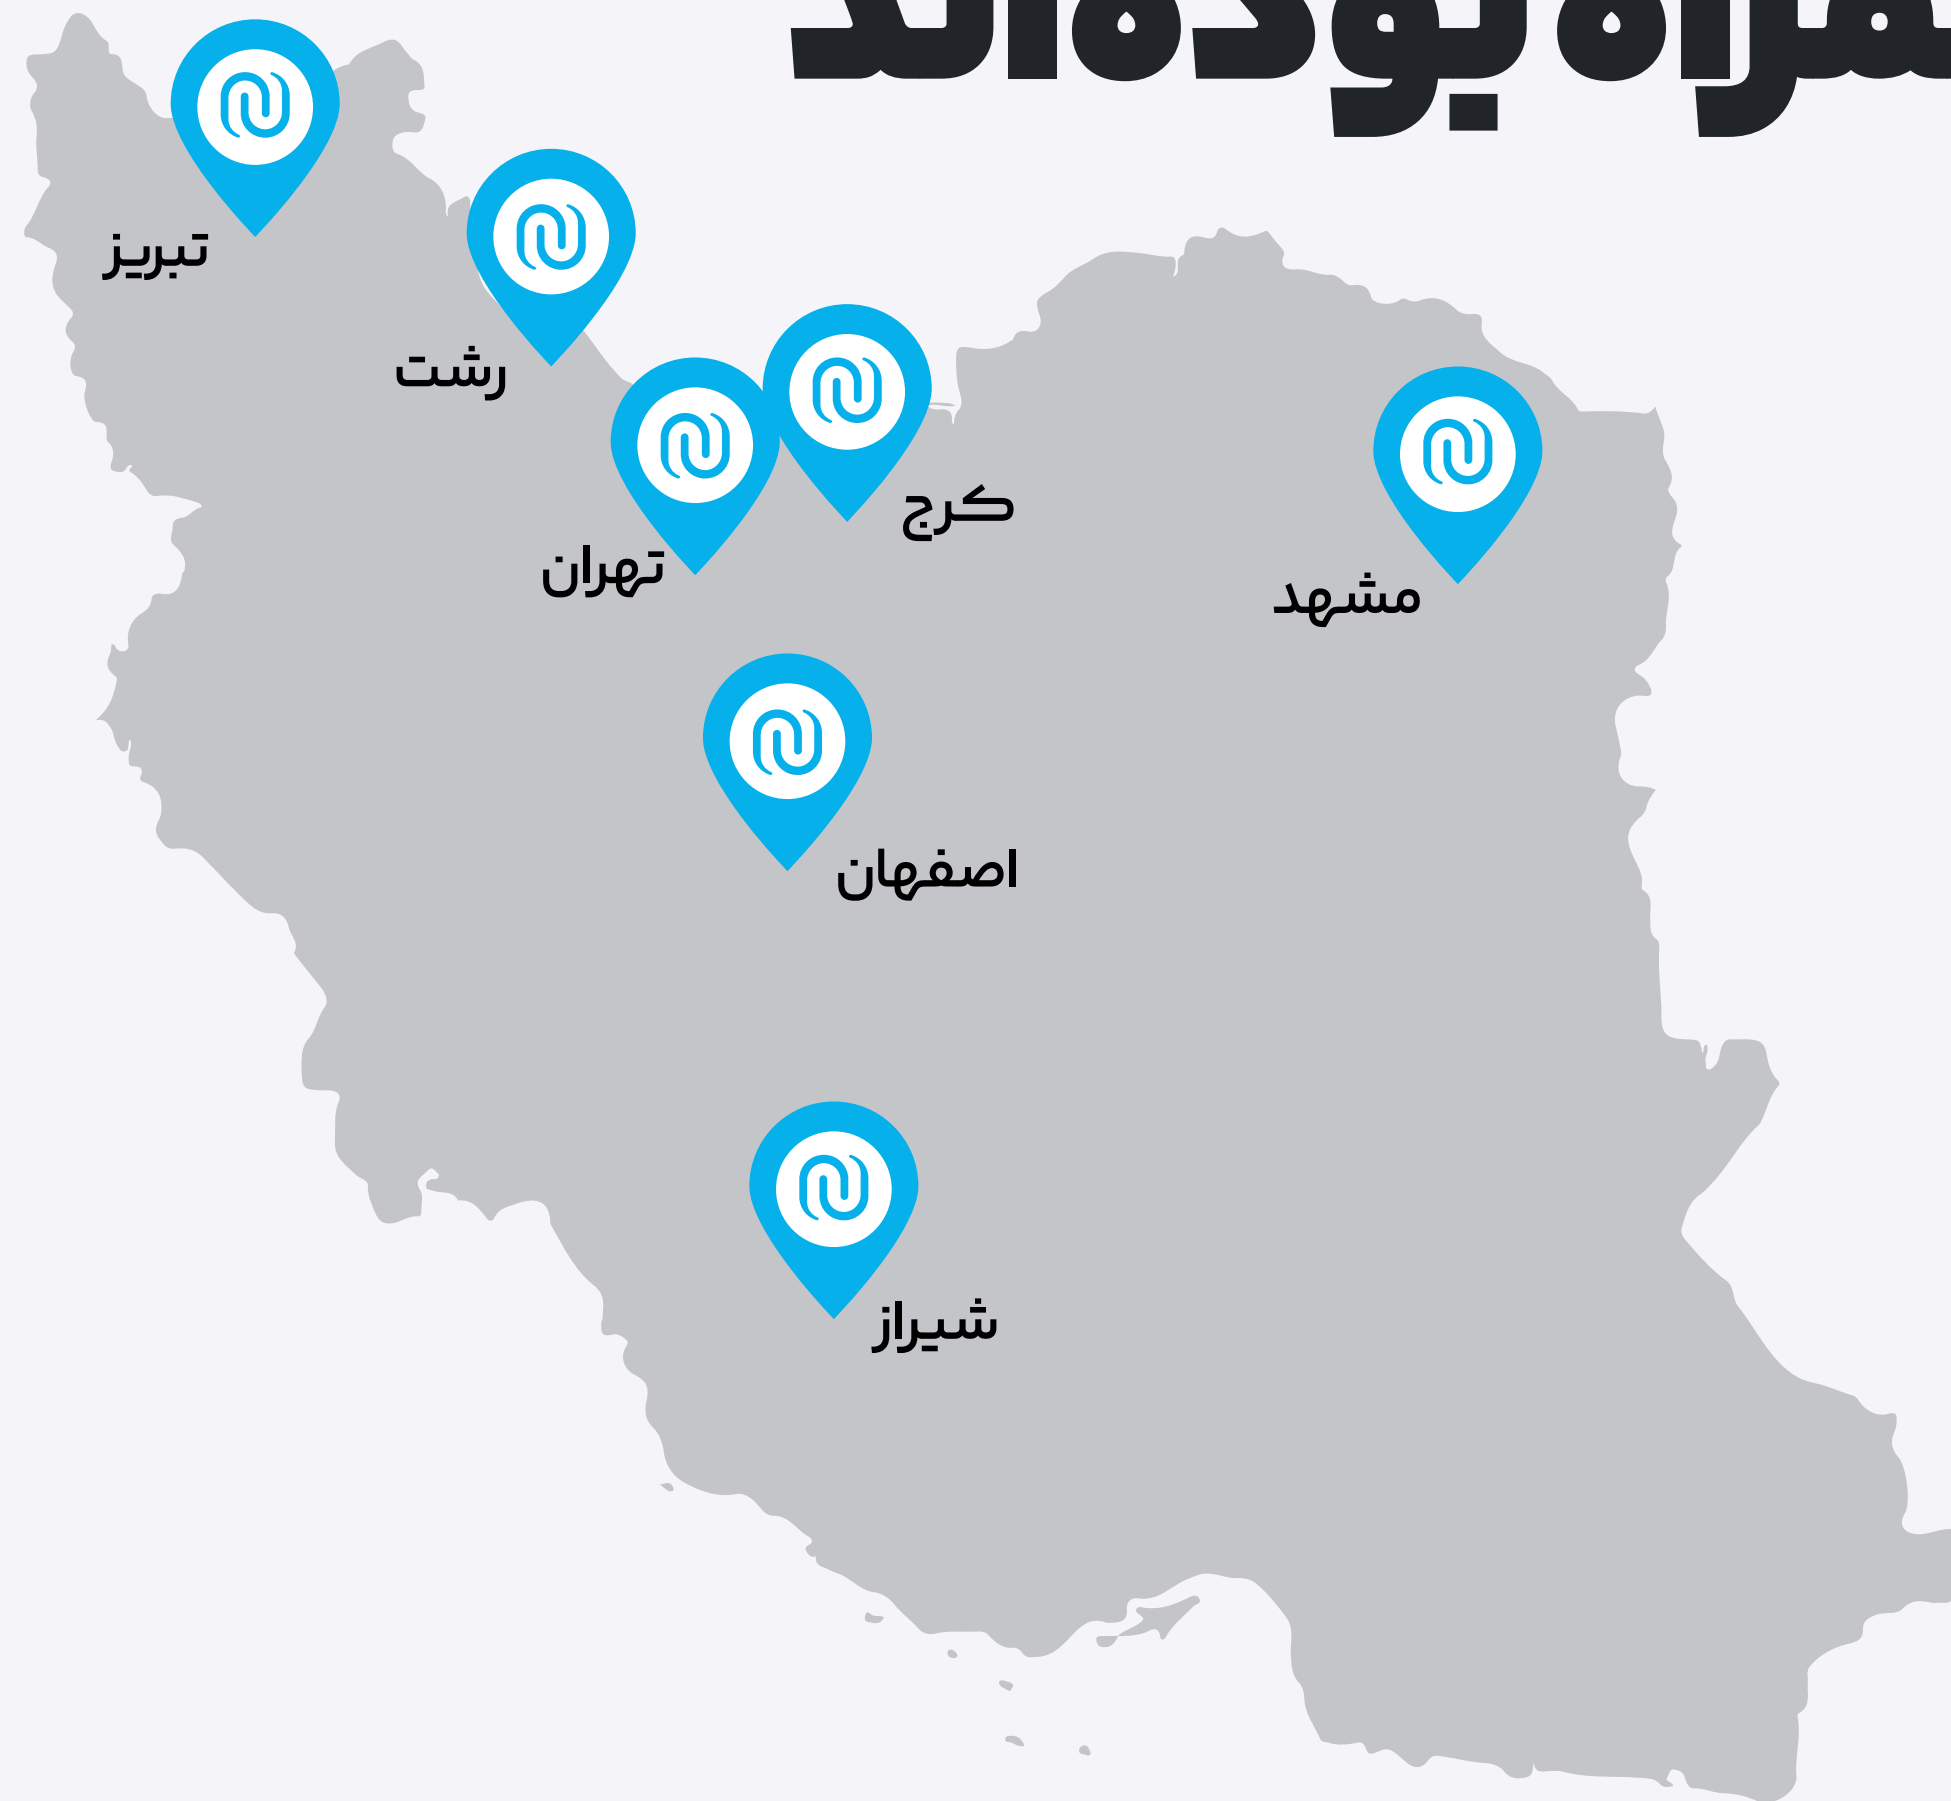 همراه بوده‌اند
تبریز
رشت
کرج
تهران
مشهد
اصفهان
شیراز